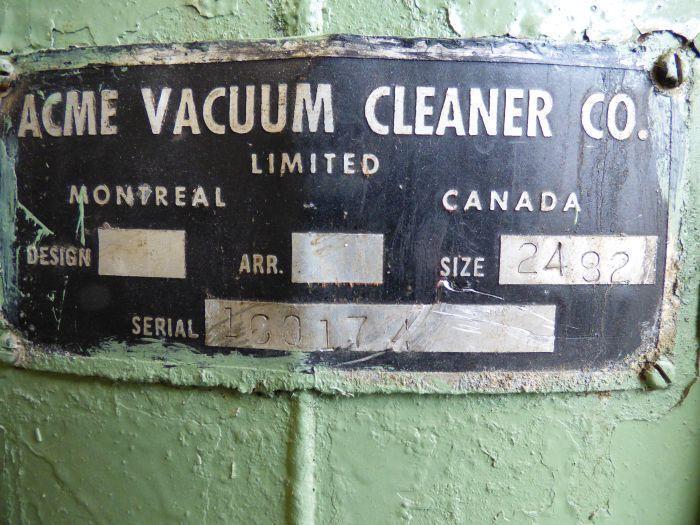 ACME VACUUM CLEANER CO.
LIMITED
MONTREAL CANADA
DESIGN ARR. SIZE 2482
SERIAL